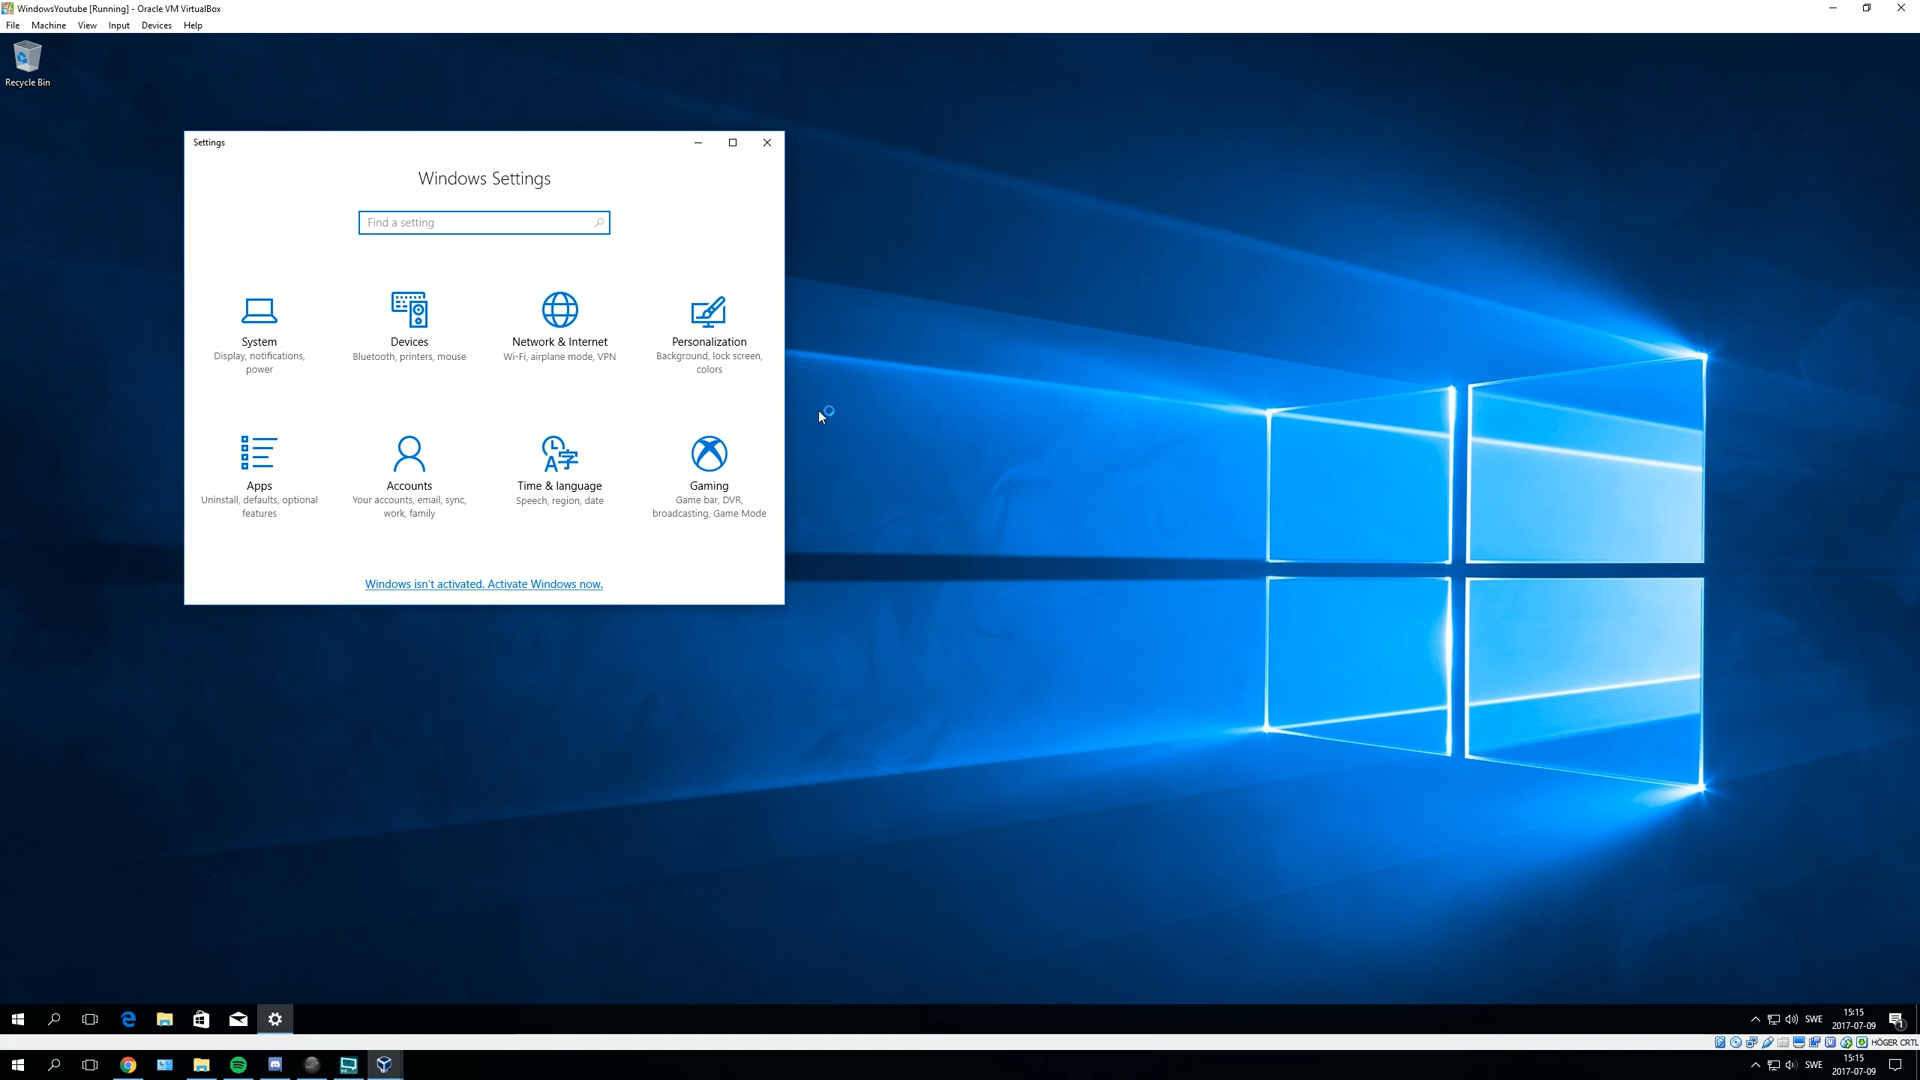 WindowsYoutube [Running] - Oracle VM VirtualBox
File Machine View Input Devices Help
Recycle Bin
Settings
Windows Settings
Find a setting
System
Display, notifications,
power
Devices
Bluetooth, printers, mouse
Network & Internet
Wi-Fi, airplane mode, VPN
Personalization
Background, lock screen,
colors
Apps
Uninstall, defaults, optional
features
Accounts
Your accounts, email, sync,
work, family
Time & language
Speech, region, date
Gaming
Game bar, DVR,
broadcasting, Game Mode
Windows isn't activated. Activate Windows now.
SWE
15:15
2017-07-09
1
HÖGER CRTL
SWE
15:15
2017-07-09